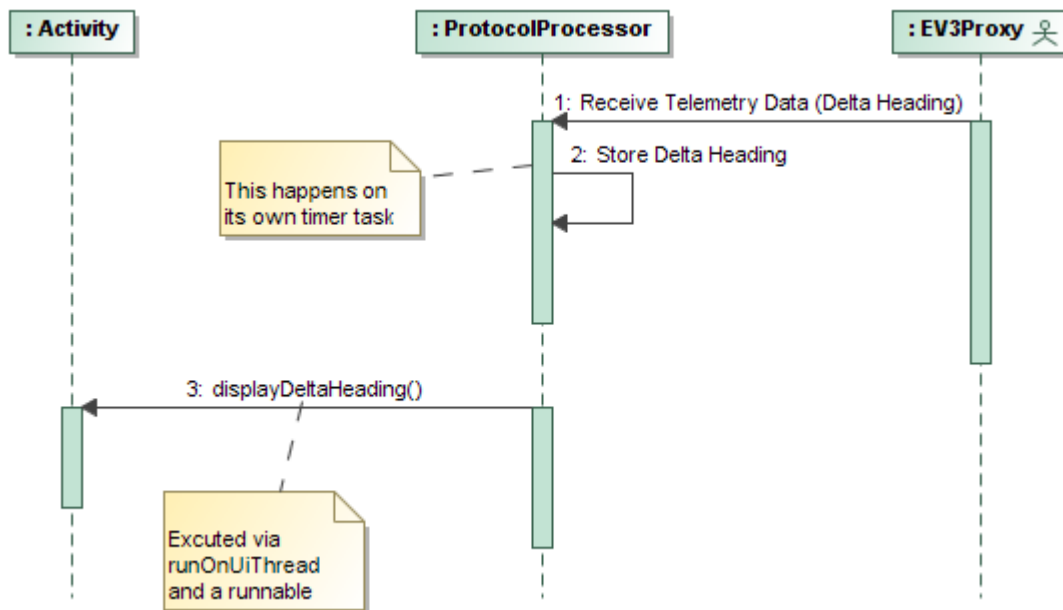 : Activity
: ProtocolProcessor
: EV3Proxy
1: Receive Telemetry Data (Delta Heading)
2: Store Delta Heading
This happens on
its own timer task
3: displayDeltaHeading()
Excuted via
runOnUiThread
and a runnable